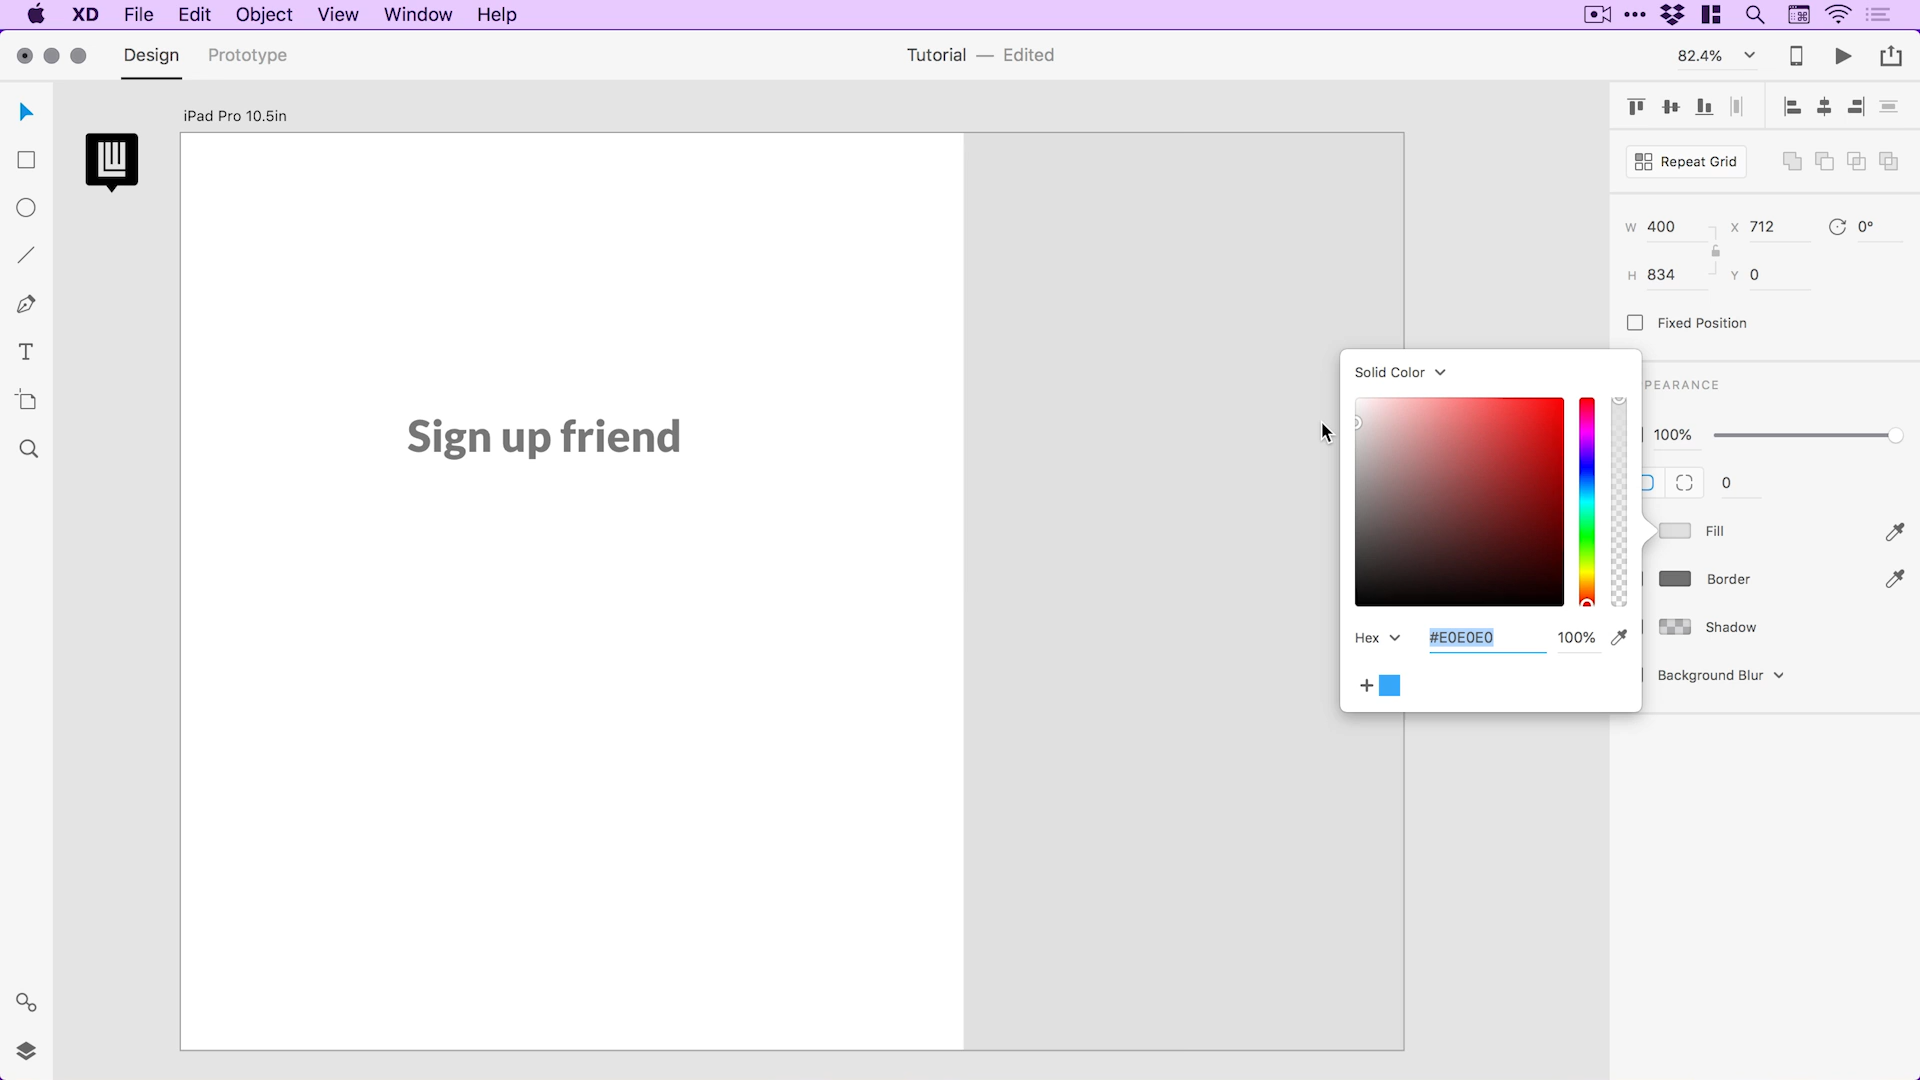 XD File Edit Object View Window Help
Design Prototype
Tutorial — Edited
82.4%
iPad Pro 10.5in
Repeat Grid
W 400 X 712 0°
H 834 Y 0
Fixed Position
Sign up friend
Solid Color
PEARANCE
100%
0
Fill
Border
Shadow
Background Blur
Hex #E0E0E0 100%